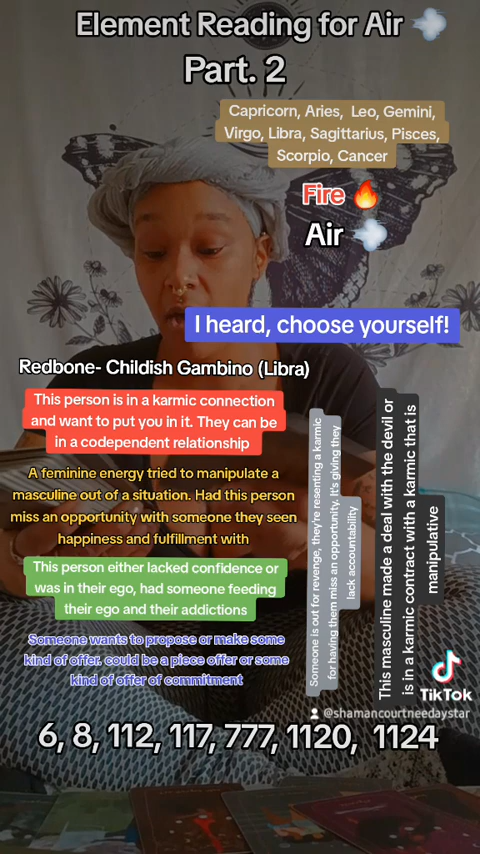 Element Reading for Air 💨
Part. 2
Capricorn, Aries, Leo, Gemini,
Virgo, Libra, Sagittarius, Pisces,
Scorpio, Cancer
Fire 🔥
Air 💨
I heard, choose yourself!
Redbone- Childish Gambino (Libra)
This person is in a karmic connection
and want to put you in it. They can be
in a codependent relationship
A feminine energy tried to manipulate a
masculine out of a situation. Had this person
miss an opportunity with someone they seen
happiness and fulfillment with
This person either lacked confidence or
was in their ego, had someone feeding
their ego and their addictions
Someone wants to propose or make some
kind of offer. could be a piece offer or some
kind of offer of commitment
Someone is out for revenge, they're resenting a karmic
for having them miss an opportunity. It's giving they
lack accountability
This masculine made a deal with the devil or
is in a karmic contract with a karmic that is
manipulative
TikTok
@shamancourtneedaystar
6, 8, 112, 117, 777, 1120, 1124